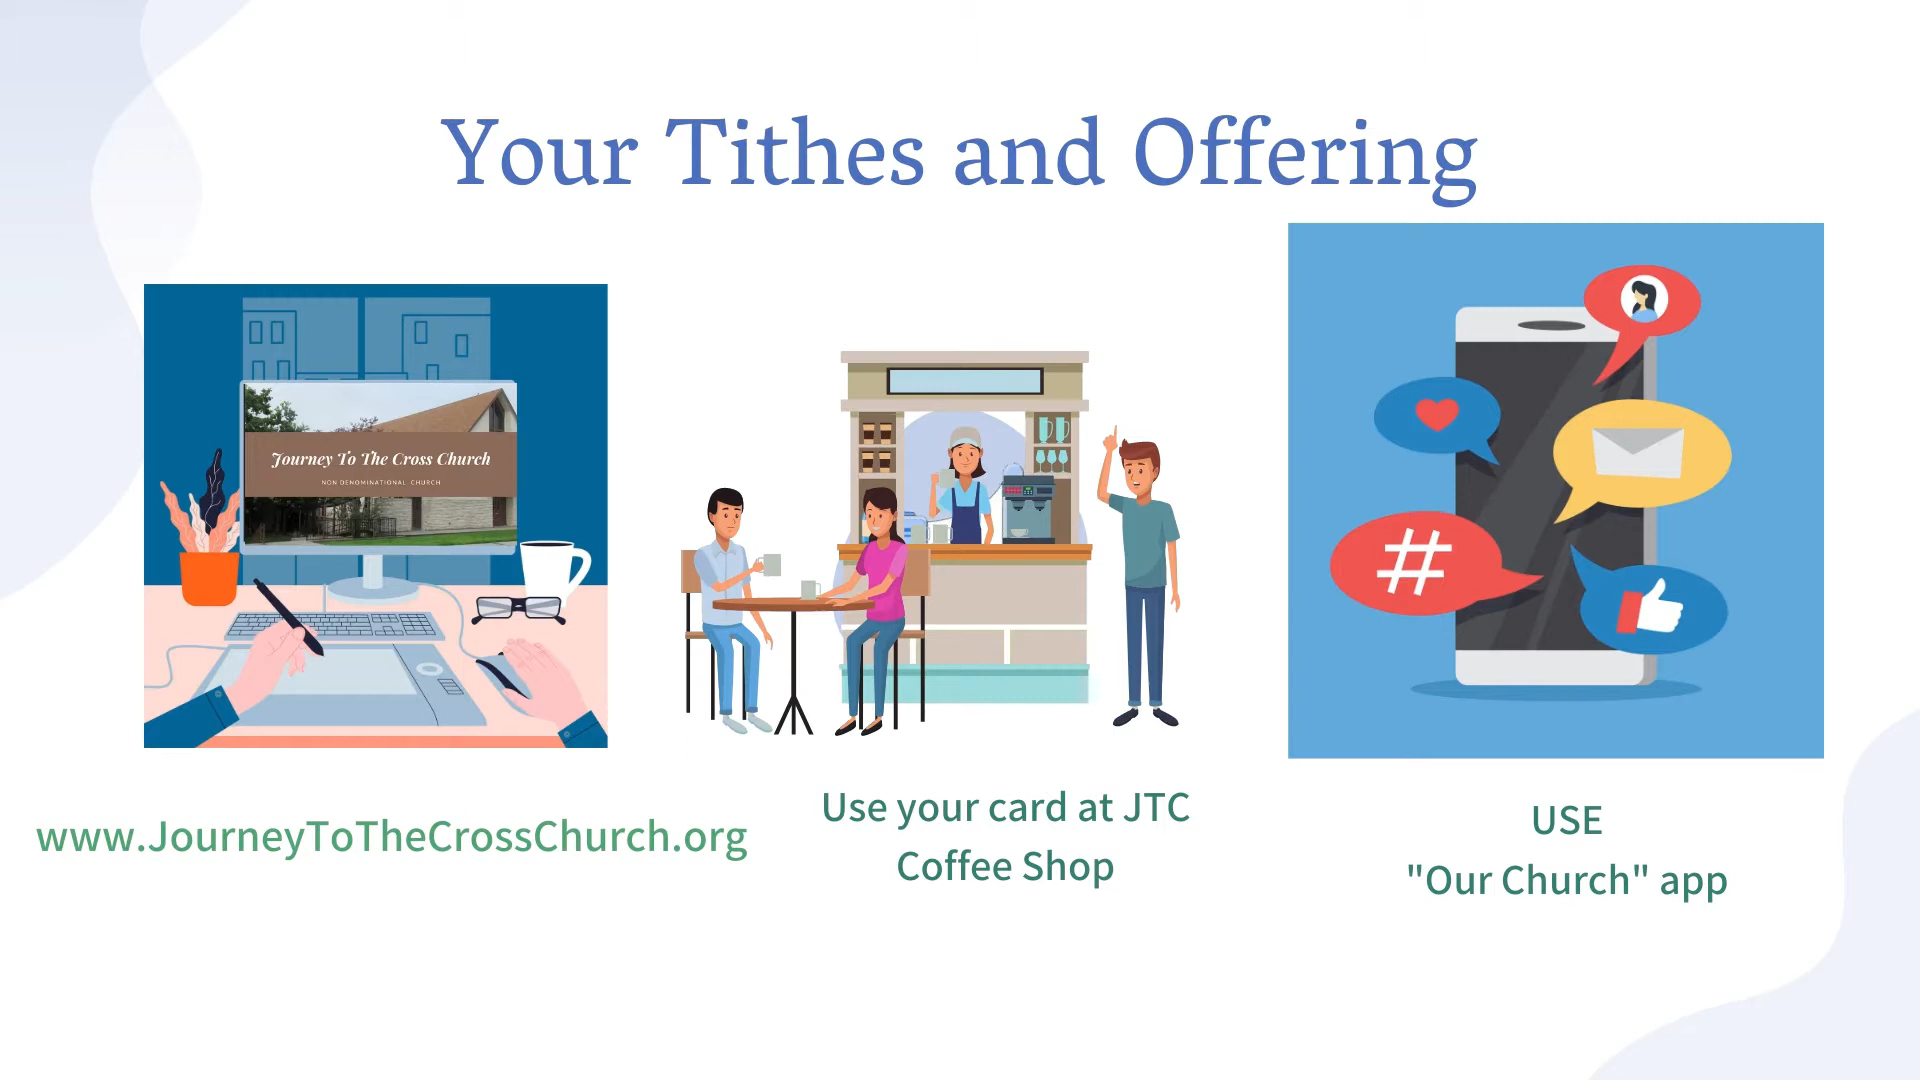 Your Tithes and Offering
Journey To The Cross Church
NON DENOMINATIONAL CHURCH
#
www.JourneyToTheCrossChurch.org
Use your card at JTC
Coffee Shop
USE
"Our Church" app